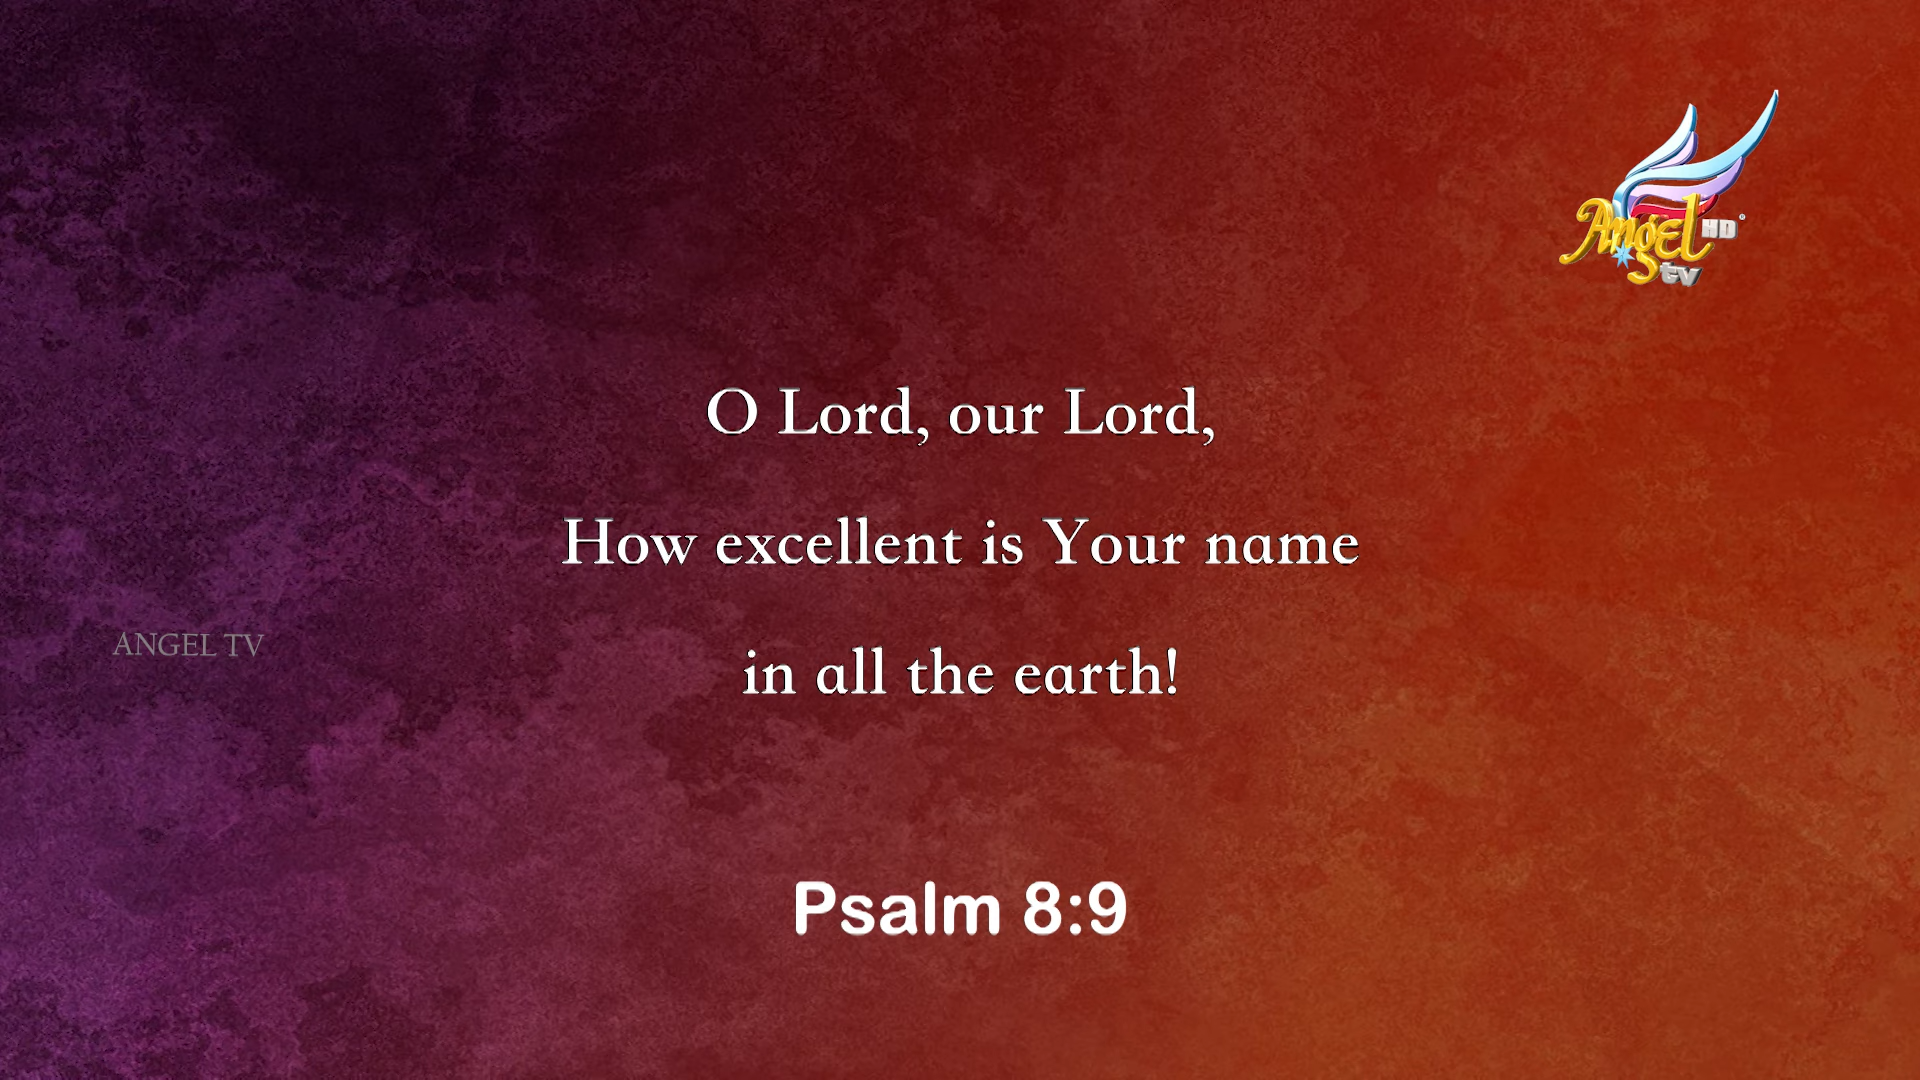 Angel HD
tv
O Lord, our Lord,
How excellent is Your name
ANGEL TV
in all the earth!
Psalm 8:9